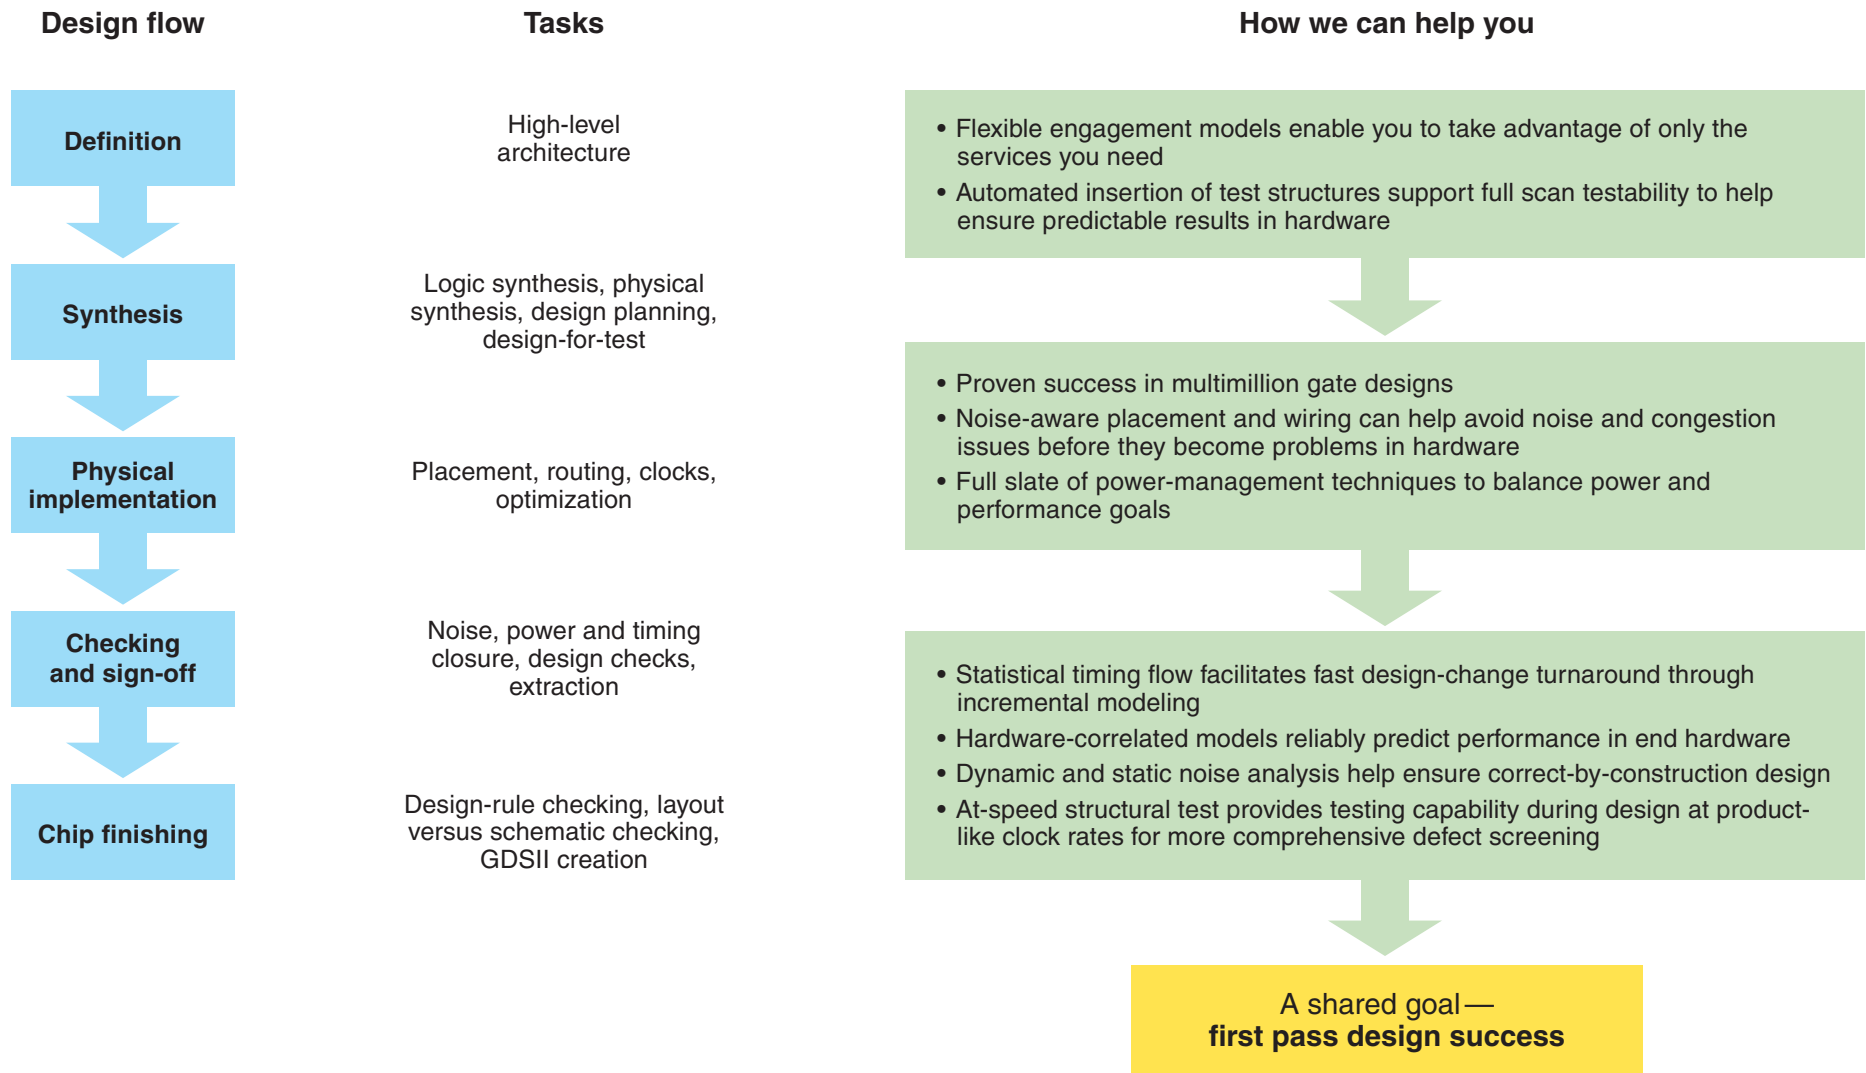 Design flow
Tasks
How we can help you
Definition
High-level
architecture
• Flexible engagement models enable you to take advantage of only the
services you need
• Automated insertion of test structures support full scan testability to help
ensure predictable results in hardware
Synthesis
Logic synthesis, physical
synthesis, design planning,
design-for-test
• Proven success in multimillion gate designs
• Noise-aware placement and wiring can help avoid noise and congestion
issues before they become problems in hardware
• Full slate of power-management techniques to balance power and
performance goals
Physical
implementation
Placement, routing, clocks,
optimization
Checking
and sign-off
Noise, power and timing
closure, design checks,
extraction
• Statistical timing flow facilitates fast design-change turnaround through
incremental modeling
• Hardware-correlated models reliably predict performance in end hardware
• Dynamic and static noise analysis help ensure correct-by-construction design
• At-speed structural test provides testing capability during design at product-
like clock rates for more comprehensive defect screening
Chip finishing
Design-rule checking, layout
versus schematic checking,
GDSII creation
A shared goal—
first pass design success